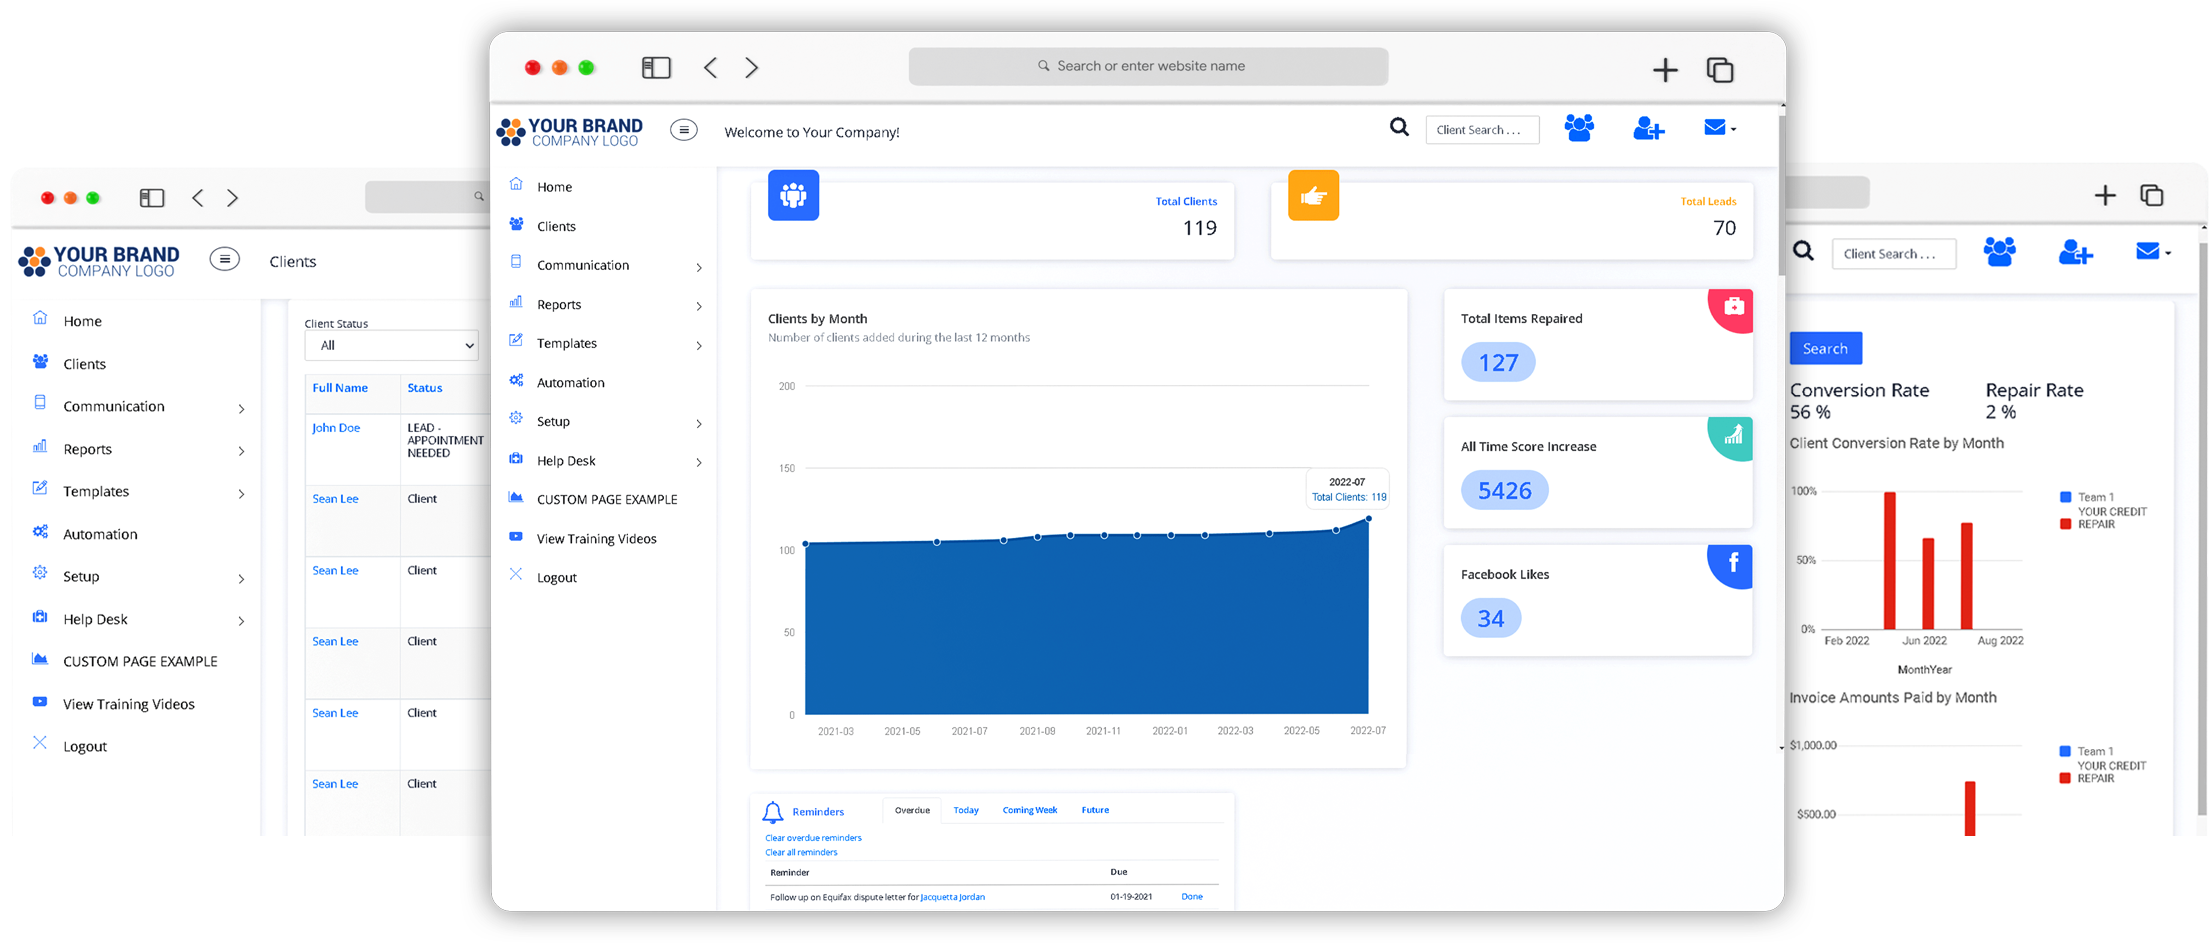 YOUR BRAND
COMPANY LOGO
Clients
Home
Clients
Communication
Reports
Templates
Automation
Setup
Help Desk
CUSTOM PAGE EXAMPLE
View Training Videos
Logout
Client Status
All
Full Name Status
John Doe LEAD -
APPOINTMENT
NEEDED
Sean Lee Client
Sean Lee Client
Sean Lee Client
Sean Lee Client
Sean Lee Client
Search or enter website name
YOUR BRAND
COMPANY LOGO
Welcome to Your Company!
Client Search . . .
Home
Clients
Communication
Reports
Templates
Automation
Setup
Help Desk
CUSTOM PAGE EXAMPLE
View Training Videos
Logout
Total Clients
119
Total Leads
70
Clients by Month
Number of clients added during the last 12 months
200
150
100
50
0
2022-07
Total Clients: 119
2021-03 2021-05 2021-07 2021-09 2021-11 2022-01 2022-03 2022-05 2022-07
Total Items Repaired
127
All Time Score Increase
5426
Facebook Likes
f
34
Reminders Overdue Today Coming Week Future
Clear overdue reminders
Clear all reminders
Reminder Due
Follow up on Equifax dispute letter for Jacquetta Jordan 01-19-2021 Done
Client Search . . .
Search
Conversion Rate Repair Rate
56 % 2 %
Client Conversion Rate by Month
100%
50%
0%
Team 1
YOUR CREDIT
REPAIR
Feb 2022 Jun 2022 Aug 2022
MonthYear
Invoice Amounts Paid by Month
$1,000.00
$500.00
Team 1
YOUR CREDIT
REPAIR